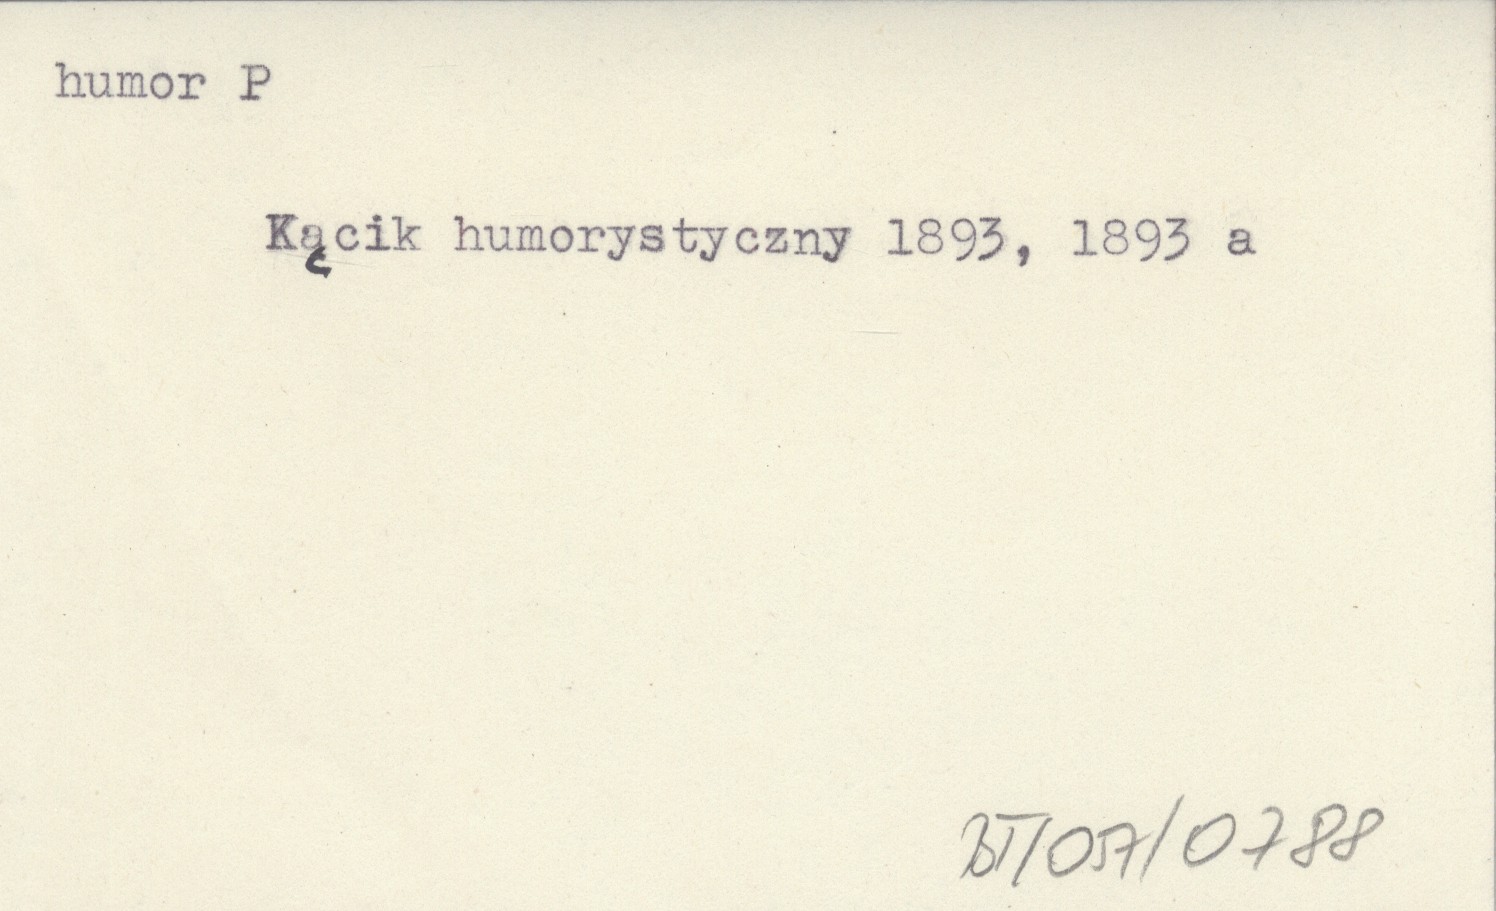 humor P
Kącik humorystyczny 1893, 1893 a
BT/057/0788